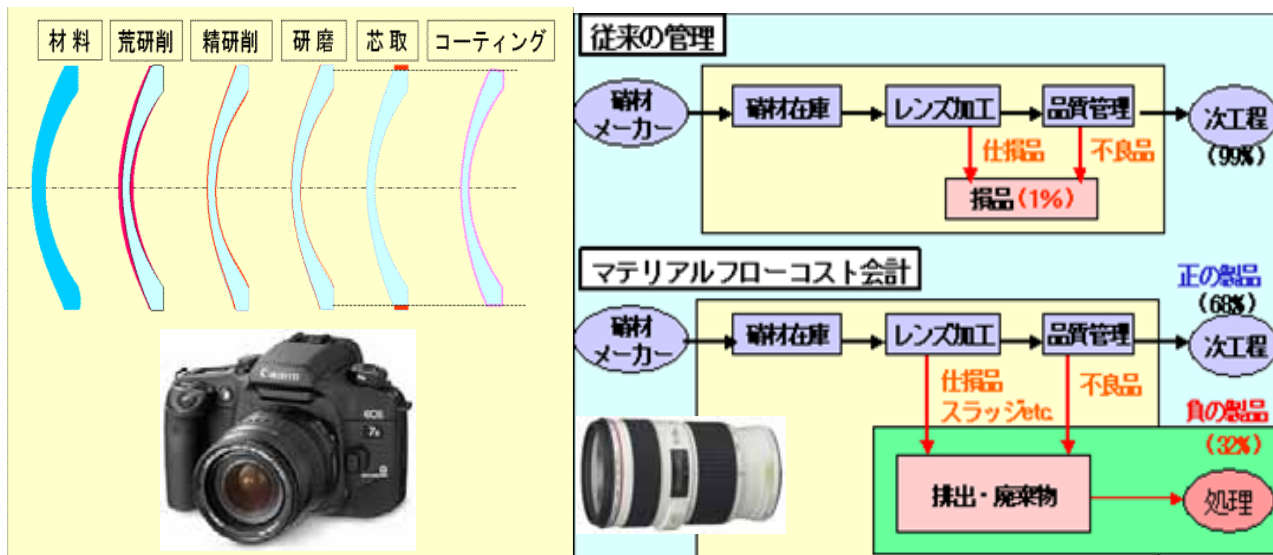 材料
荒研削
精研削
研磨
芯取
コーティング
Canon
EOS
従来の管理
硝材
メーカー
硝材在庫
レンズ加工
品質管理
次工程
(99%)
仕損品
不良品
損品(1%)
マテリアルフローコスト会計
正の製品
(68%)
硝材
メーカー
硝材在庫
レンズ加工
品質管理
次工程
仕損品
スラッジetc.
不良品
負の製品
(32%)
排出・廃棄物
処理